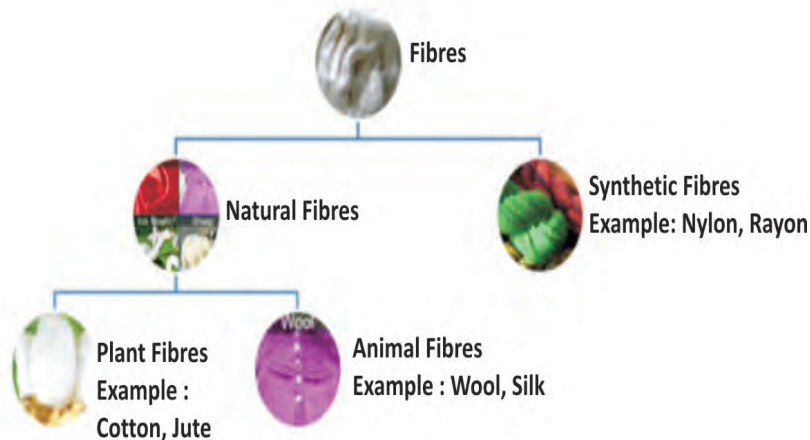 Fibres
Natural Fibres
Synthetic Fibres
Example: Nylon, Rayon
Plant Fibres
Example :
Cotton, Jute
Wool
Animal Fibres
Example : Wool, Silk